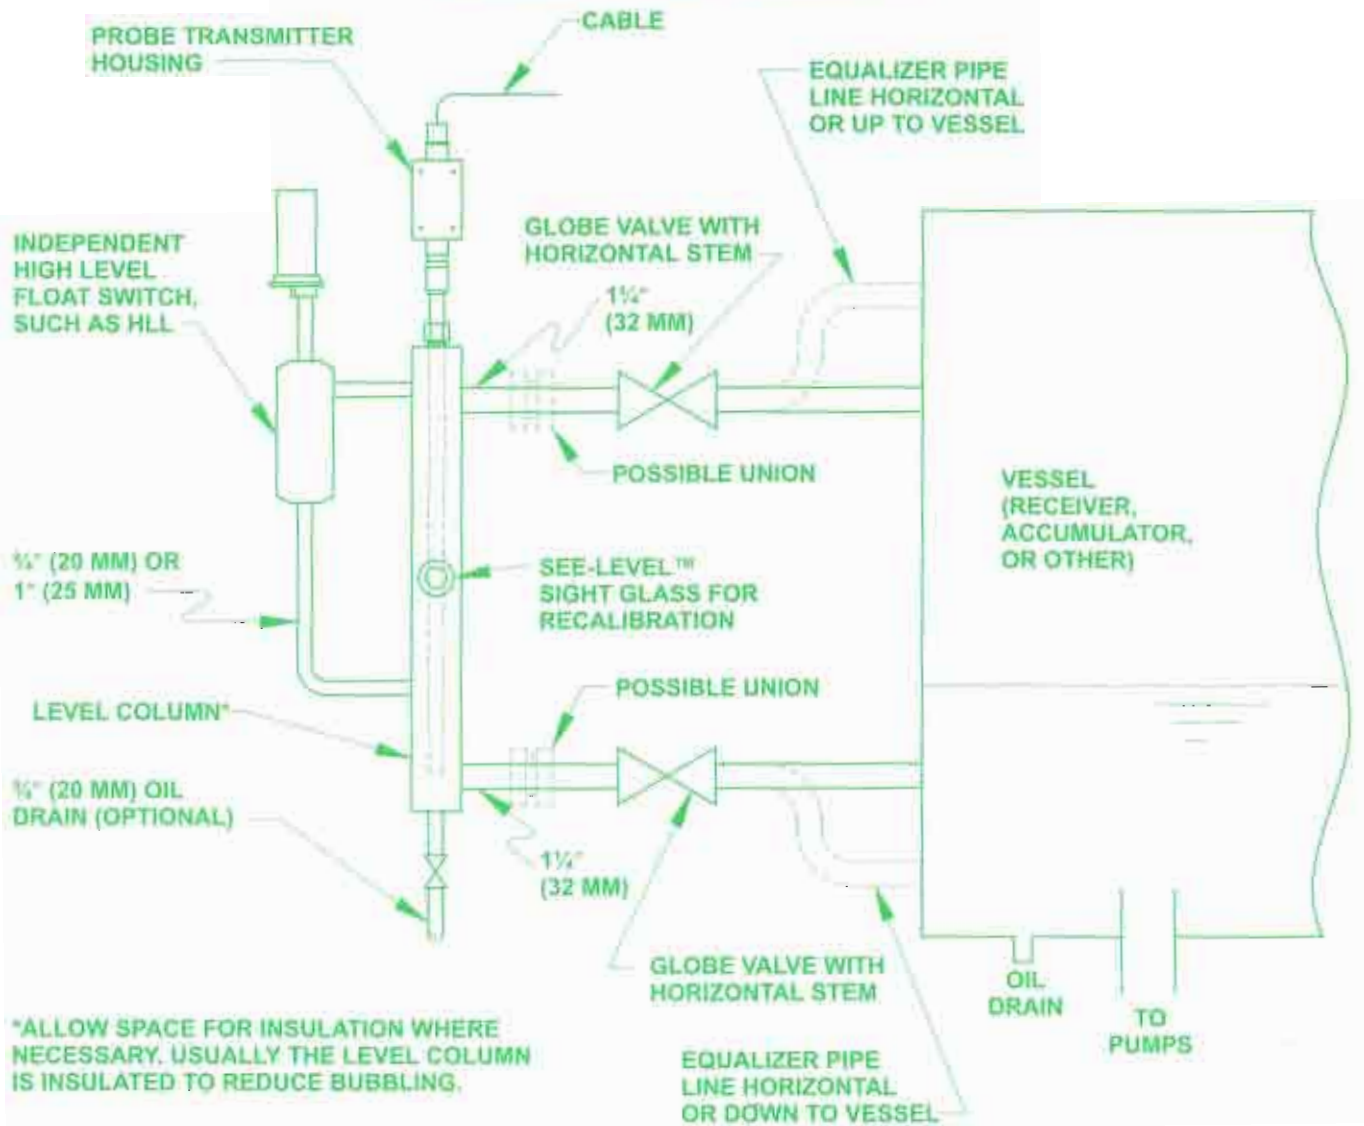 CABLE
PROBE TRANSMITTER
HOUSING
EQUALIZER PIPE
LINE HORIZONTAL
OR UP TO VESSEL
GLOBE VALVE WITH
HORIZONTAL STEM
INDEPENDENT
HIGH LEVEL
FLOAT SWITCH,
SUCH AS HLL
1¼"
(32 MM)
POSSIBLE UNION
VESSEL
(RECEIVER,
ACCUMULATOR,
OR OTHER)
¾" (20 MM) OR
1" (25 MM)
SEE-LEVEL™
SIGHT GLASS FOR
RECALIBRATION
POSSIBLE UNION
LEVEL COLUMN*
¾" (20 MM) OIL
DRAIN (OPTIONAL)
1¼"
(32 MM)
GLOBE VALVE WITH
HORIZONTAL STEM
OIL
DRAIN
TO
PUMPS
*ALLOW SPACE FOR INSULATION WHERE
NECESSARY. USUALLY THE LEVEL COLUMN
IS INSULATED TO REDUCE BUBBLING.
EQUALIZER PIPE
LINE HORIZONTAL
OR DOWN TO VESSEL